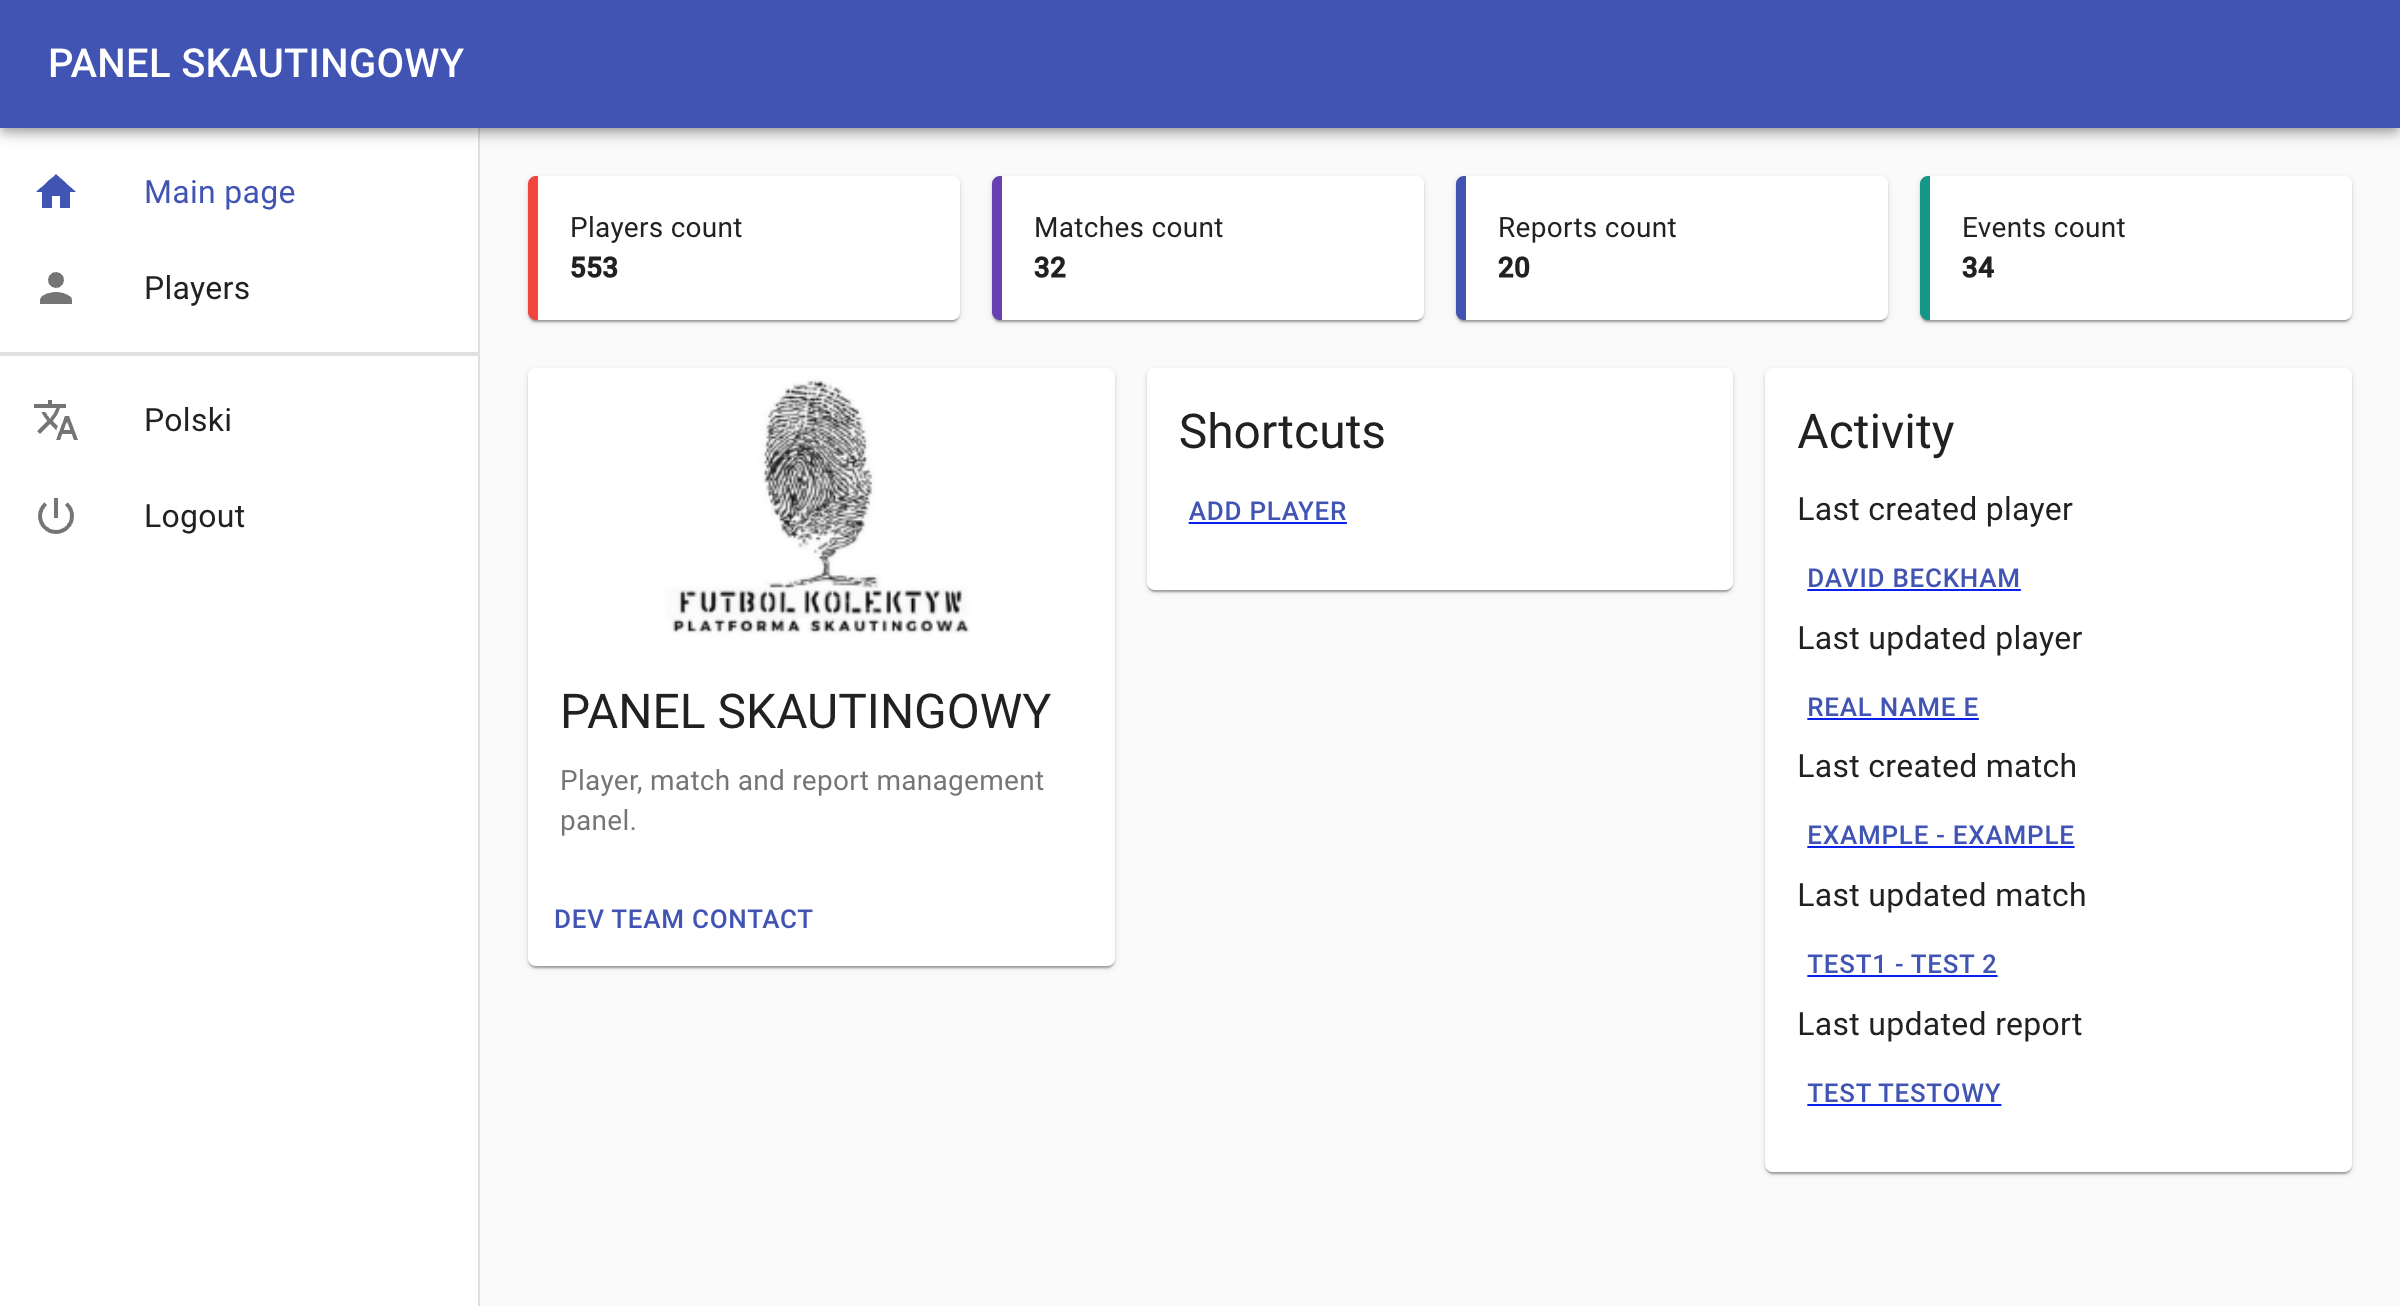 PANEL SKAUTINGOWY
Main page
Players
Polski
Logout
Players count
553
Matches count
32
Reports count
20
Events count
34
FUTBOL KOLEKTYW
PLATFORMA SKAUTINGOWA
PANEL SKAUTINGOWY
Player, match and report management
panel.
DEV TEAM CONTACT
Shortcuts
ADD PLAYER
Activity
Last created player
DAVID BECKHAM
Last updated player
REAL NAME E
Last created match
EXAMPLE - EXAMPLE
Last updated match
TEST1 - TEST 2
Last updated report
TEST TESTOWY